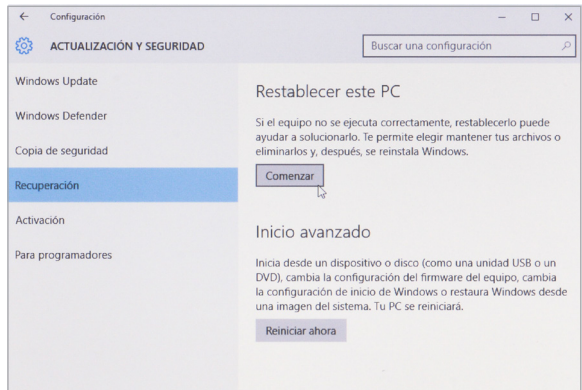 Configuración
ACTUALIZACIÓN Y SEGURIDAD
Buscar una configuración
Windows Update
Windows Defender
Copia de seguridad
Recuperación
Activación
Para programadores
Restablecer este PC
Si el equipo no se ejecuta correctamente, restablecerlo puede
ayudar a solucionarlo. Te permite elegir mantener tus archivos o
eliminarlos y, después, se reinstala Windows.
Comenzar
Inicio avanzado
Inicia desde un dispositivo o disco (como una unidad USB o un
DVD), cambia la configuración del firmware del equipo, cambia
la configuración de inicio de Windows o restaura Windows desde
una imagen del sistema. Tu PC se reiniciará.
Reiniciar ahora